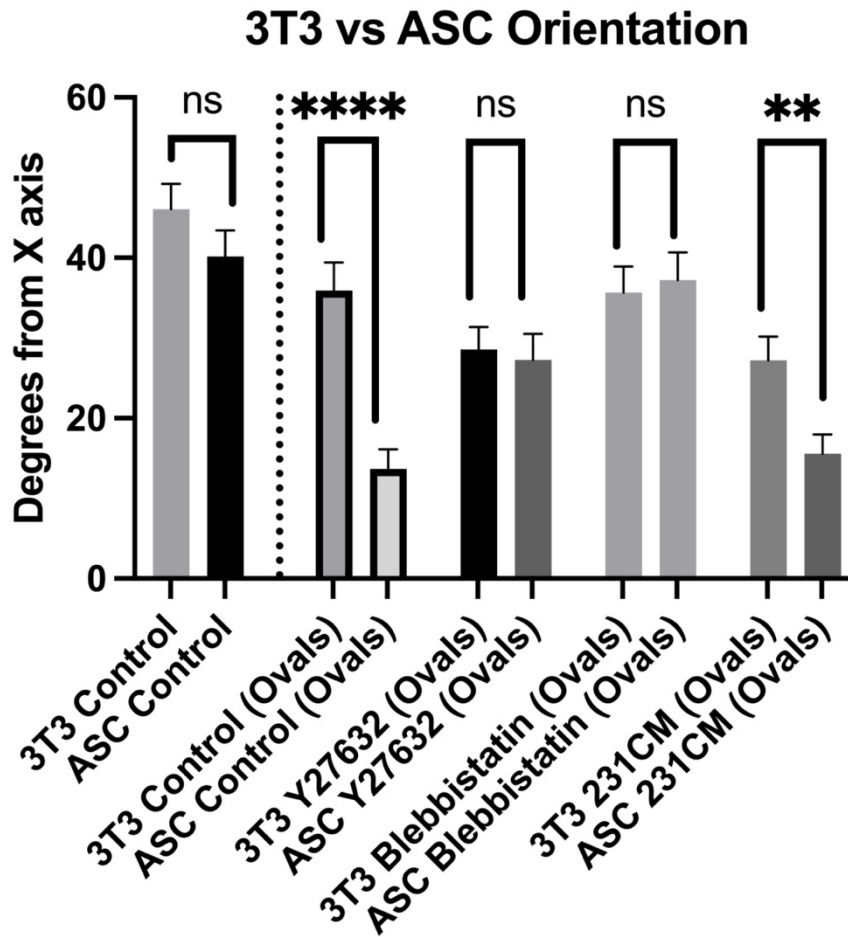 3T3 vs ASC Orientation
Degrees from X axis
60
40
20
0
ns
****
ns
ns
**
3T3 Control
ASC Control
3T3 Control (Ovals)
ASC Control (Ovals)
3T3 Y27632 (Ovals)
ASC Y27632 (Ovals)
3T3 Blebbistatin (Ovals)
ASC Blebbistatin (Ovals)
3T3 231CM (Ovals)
ASC 231CM (Ovals)